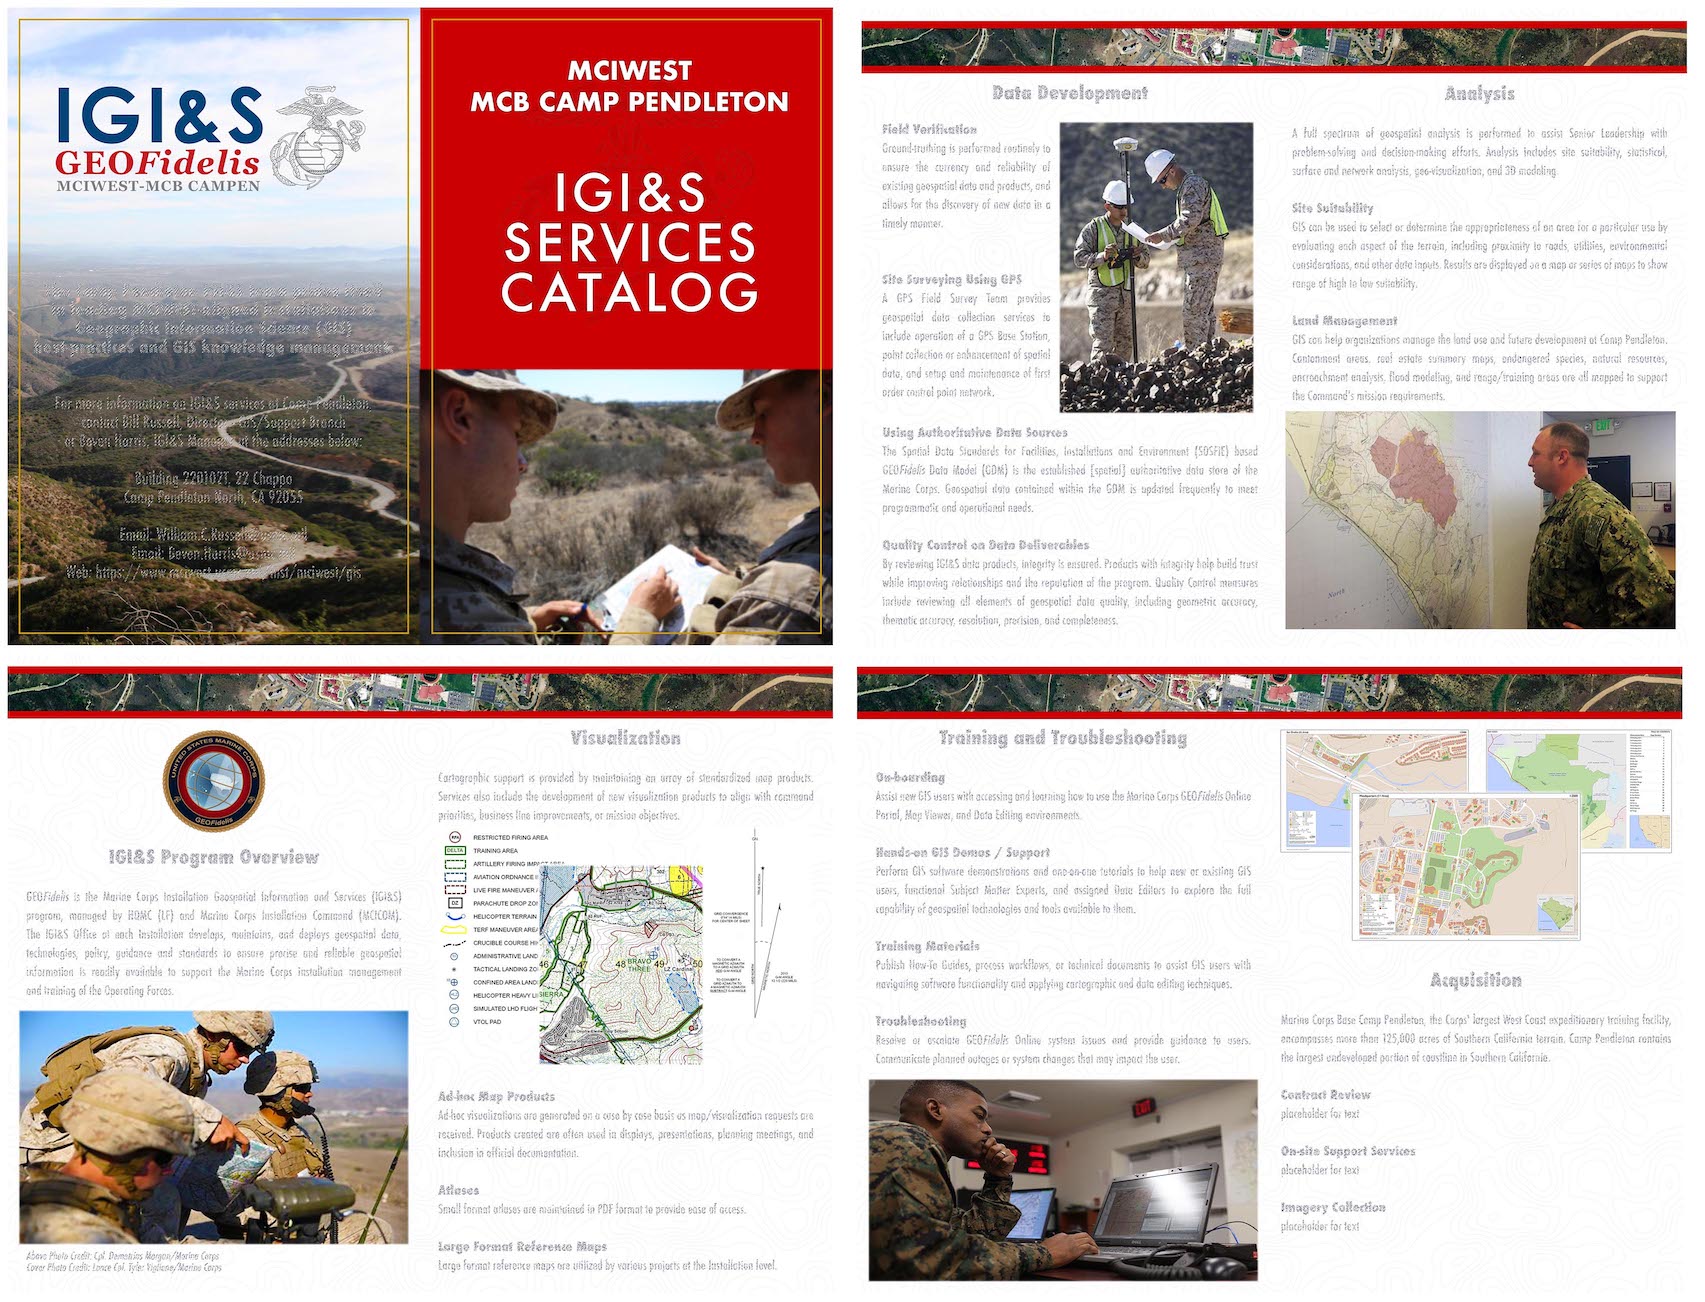 IGI&S
GEOFidelis
MCIWEST-MCB CAMPEN
in leading MCIWEST-aligned installations in
Geographic Information Science (GIS)
best-practices and GIS knowledge management
For more information on IGI&S services at Camp Pendleton,
contact Bill Russell, Director GIS/Support Branch
or Deven Harris, IGI&S Manager at the addresses below:
Building 22
22 Chappo
Camp Pendleton North, CA 92055
Email: William.C.Russell
Email:
Web: https://www.mciwest.
/mciwest/gis
MCIWEST
MCB CAMP PENDLETON
IGI&S
SERVICES
CATALOG
Data Development
Field Verification
Ground-truthing is performed routinely to
ensure the currency and reliability of
existing geospatial data and products, and
allows for the discovery of new data in a
timely manner.
Site Surveying Using GPS
A GPS Field Survey Team provides
geospatial data collection services to
include operation of a GPS Base Station,
point collection or enhancement of spatial
data, and setup and maintenance of first
order control point network.
Using Authoritative Data Sources
The Spatial Data Standards for Facilities, Installations and Environment (SDSFIE) based
GEOFidelis Data Model (GDM) is the established (spatial) authoritative data store of the
Marine Corps. Geospatial data contained within the GDM is updated frequently to meet
programmatic and operational needs.
Quality Control on Data Deliverables
By reviewing IGI&S data products, integrity is ensured. Products with integrity help build trust
while improving relationships and the reputation of the program. Quality Control measures
include reviewing all elements of geospatial data quality, including geometric accuracy,
thematic accuracy, resolution, precision, and completeness.
Analysis
A full spectrum of geospatial analysis is performed to assist Senior Leadership with
problem-solving and decision-making efforts. Analysis includes site suitability, statistical,
surface and network analysis, geo-visualization, and 3D modeling.
Site Suitability
GIS can be used to select or determine the appropriateness of an area for a particular use by
evaluating each aspect of the terrain, including proximity to roads, utilities, environmental
considerations, and other data inputs. Results are displayed on a map or series of maps to show
range of high to low suitability.
Land Management
GIS can help organizations manage the land use and future development at Camp Pendleton.
Cantonment areas, real estate summary maps, endangered species, natural resources,
encroachment analysis, flood modeling, and range/training areas are all mapped to support
the Command's mission requirements.
EXIT
North
UNITED STATES MARINE CORPS
GEOFidelis
IGI&S Program Overview
GEOFidelis is the Marine Corps Installation Geospatial Information and Services (IGI&S)
program, managed by HQMC (LF) and Marine Corps Installation Command (MCICOM).
The IGI&S Office at each installation develops, maintains, and deploys geospatial data,
technologies, policy, guidance and standards to ensure precise and reliable geospatial
information is readily available to support the Marine Corps installation management
and training of the Operating Forces.
Above Photo Credit: Cpl. Demetrius Morgan/Marine Corps
Cover Photo Credit: Lance Cpl. Tyler Viglione/Marine Corps
Visualization
Cartographic support is provided by maintaining an array of standardized map products.
Services also include the development of new visualization products to align with command
priorities, business line improvements, or mission objectives.
RFA RESTRICTED FIRING AREA
DELTA TRAINING AREA
ARTILLERY FIRING IMPACT AREA
AVIATION ORDNANCE
LIVE FIRE MANEUVER
DZ PARACHUTE DROP ZO
HELICOPTER TERRAIN
TERF MANEUVER AREA
CRUCIBLE COURSE HI
ADMINISTRATIVE LAND
TACTICAL LANDING ZO
CONFINED AREA LAND
HELICOPTER HEAVY L
SIMULATED LHD FLIGH
VTOL PAD
46 47 48 49 50
BRAVO
THREE
LZ Cardinal
SIERRA
Ad-hoc Map Products
Ad-hoc visualizations are generated on a case by case basis as map/visualization requests are
received. Products created are often used in displays, presentations, planning meetings, and
inclusion in official documentation.
Atlases
Small format atlases are maintained in PDF format to provide ease of access.
Large Format Reference Maps
Large format reference maps are utilized by various projects at the Installation level.
Training and Troubleshooting
On-boarding
Assist new GIS users with accessing and learning how to use the Marine Corps GEOFidelis Online
Portal, Map Viewer, and Data Editing environments.
Hands-on GIS Demos / Support
Perform GIS software demonstrations and one-on-one tutorials to help new or existing GIS
users, functional Subject Matter Experts, and assigned Data Editors to explore the full
capability of geospatial technologies and tools available to them.
Training Materials
Publish How-To Guides, process workflows, or technical documents to assist GIS users with
navigating software functionality and applying cartographic and data editing techniques.
Troubleshooting
Resolve or escalate GEOFidelis Online system issues and provide guidance to users.
Communicate planned outages or system changes that may impact the user.
EXIT
Acquisition
Marine Corps Base Camp Pendleton, the Corps' largest West Coast expeditionary training facility,
encompasses more than 125,000 acres of Southern California terrain. Camp Pendleton contains
the largest undeveloped portion of coastline in Southern California.
Contract Review
placeholder for text
On-site Support Services
placeholder for text
Imagery Collection
placeholder for text